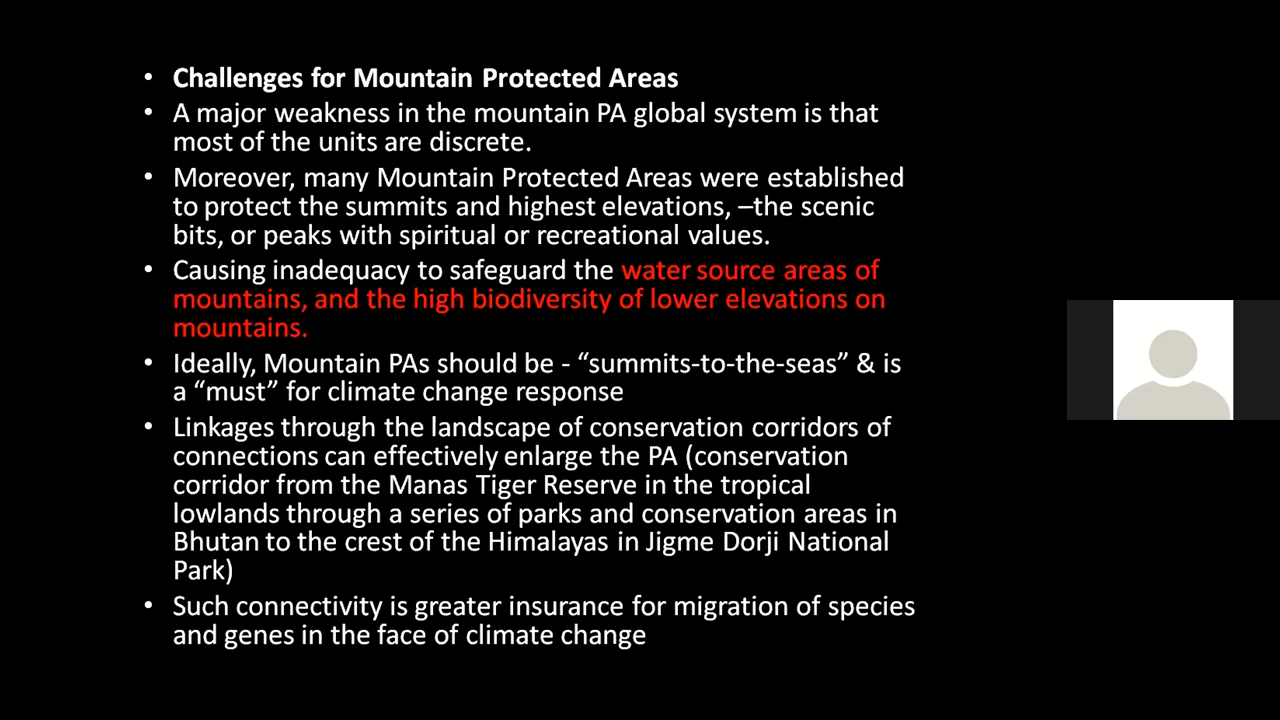 • Challenges for Mountain Protected Areas
• A major weakness in the mountain PA global system is that
most of the units are discrete.
• Moreover, many Mountain Protected Areas were established
to protect the summits and highest elevations, –the scenic
bits, or peaks with spiritual or recreational values.
• Causing inadequacy to safeguard the water source areas of
mountains, and the high biodiversity of lower elevations on
mountains.
• Ideally, Mountain PAs should be - “summits-to-the-seas” & is
a “must” for climate change response
• Linkages through the landscape of conservation corridors of
connections can effectively enlarge the PA (conservation
corridor from the Manas Tiger Reserve in the tropical
lowlands through a series of parks and conservation areas in
Bhutan to the crest of the Himalayas in Jigme Dorji National
Park)
• Such connectivity is greater insurance for migration of species
and genes in the face of climate change